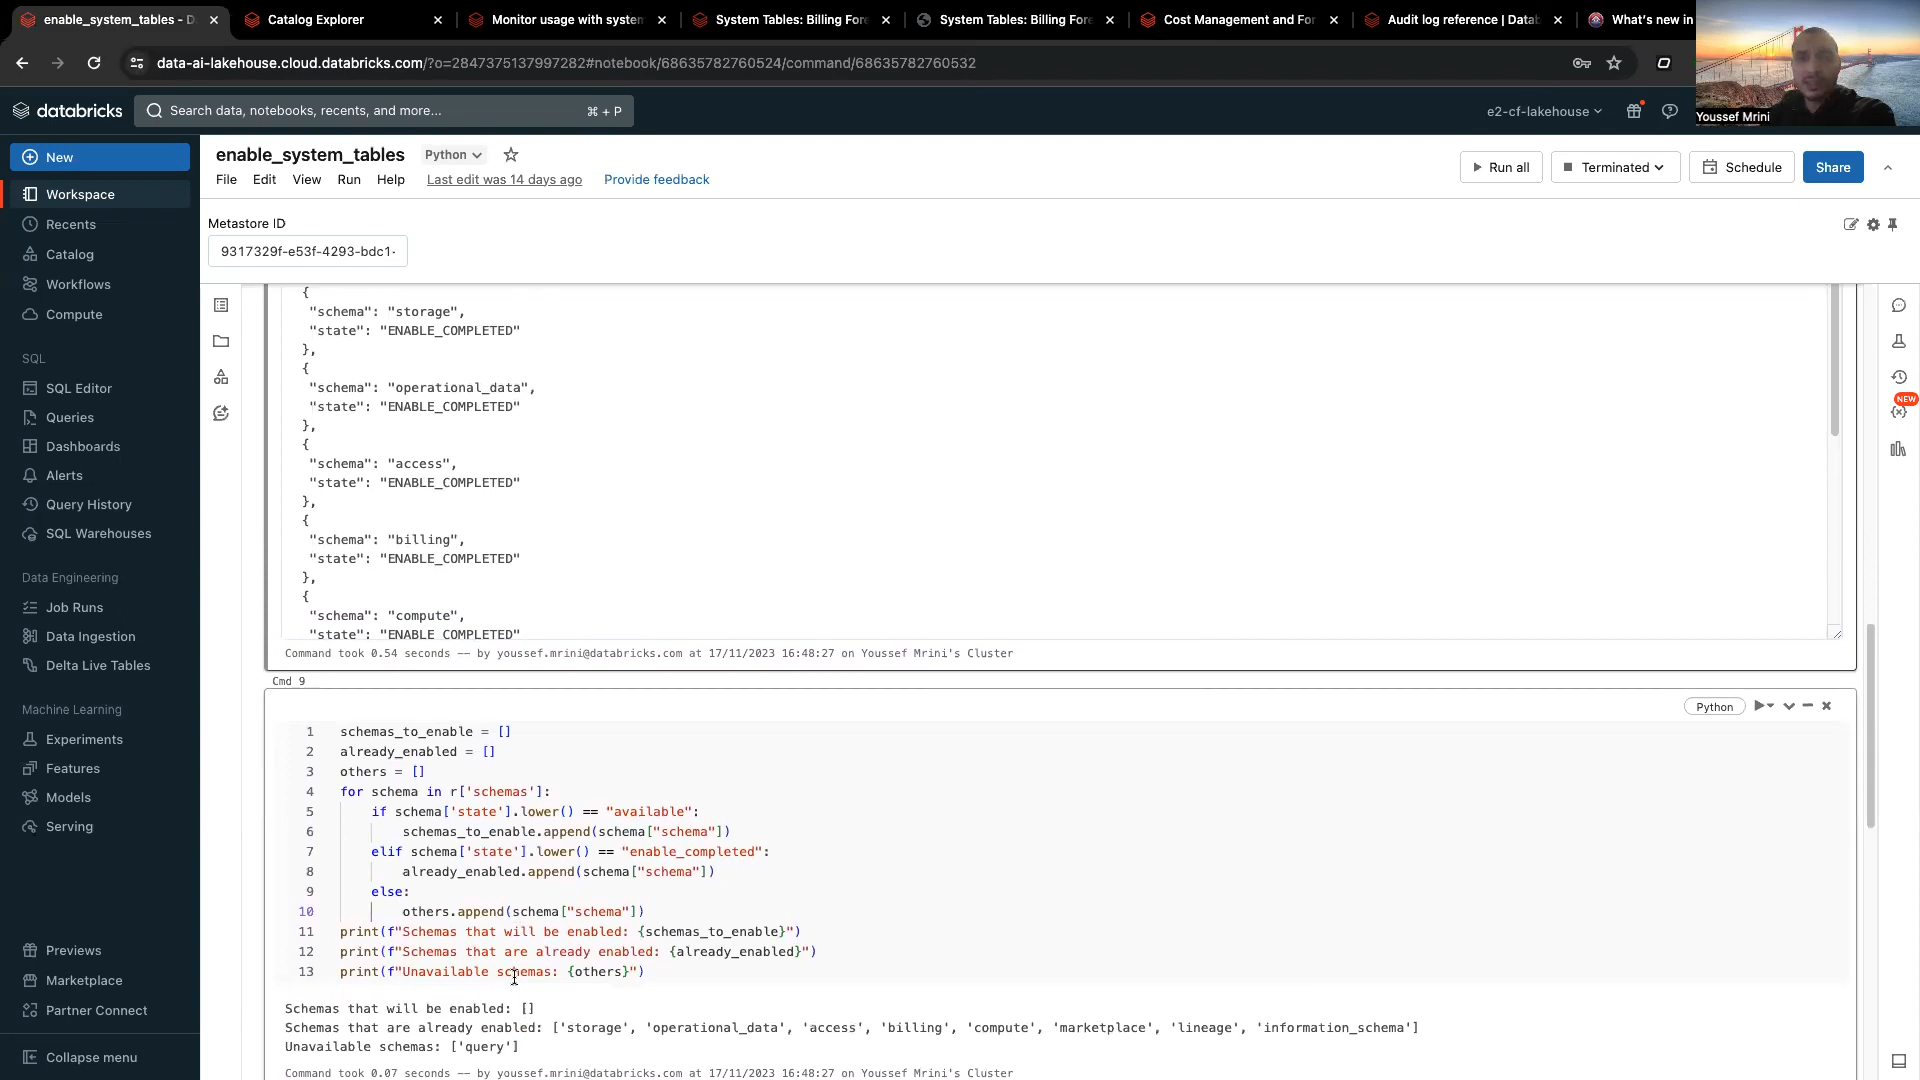 enable_system_tables - D
Catalog Explorer
Monitor usage with system
System Tables: Billing Fore
System Tables: Billing Fore
Cost Management and For
Audit log reference | Datab
What's new in
data-ai-lakehouse.cloud.databricks.com/?o=2847375137997282#notebook/68635782760524/command/68635782760532
Youssef Mrini
databricks
Search data, notebooks, recents, and more...
⌘ + P
e2-cf-lakehouse
New
Workspace
Recents
Catalog
Workflows
Compute
SQL
SQL Editor
Queries
Dashboards
Alerts
Query History
SQL Warehouses
Data Engineering
Job Runs
Data Ingestion
Delta Live Tables
Machine Learning
Experiments
Features
Models
Serving
Previews
Marketplace
Partner Connect
Collapse menu
enable_system_tables
Python
File Edit View Run Help Last edit was 14 days ago Provide feedback
Run all
Terminated
Schedule
Share
Metastore ID
9317329f-e53f-4293-bdc1-
NEW
{
"schema": "storage",
"state": "ENABLE_COMPLETED"
},
{
"schema": "operational_data",
"state": "ENABLE_COMPLETED"
},
{
"schema": "access",
"state": "ENABLE_COMPLETED"
},
{
"schema": "billing",
"state": "ENABLE_COMPLETED"
},
{
"schema": "compute",
"state": "ENABLE_COMPLETED"
Command took 0.54 seconds -- by youssef.mrini@databricks.com at 17/11/2023 16:48:27 on Youssef Mrini's Cluster
Cmd 9
Python
1 schemas_to_enable = []
2 already_enabled = []
3 others = []
4 for schema in r['schemas']:
5 if schema['state'].lower() == "available":
6 schemas_to_enable.append(schema["schema"])
7 elif schema['state'].lower() == "enable_completed":
8 already_enabled.append(schema["schema"])
9 else:
10 others.append(schema["schema"])
11 print(f"Schemas that will be enabled: {schemas_to_enable}")
12 print(f"Schemas that are already enabled: {already_enabled}")
13 print(f"Unavailable schemas: {others}")
Schemas that will be enabled: []
Schemas that are already enabled: ['storage', 'operational_data', 'access', 'billing', 'compute', 'marketplace', 'lineage', 'information_schema']
Unavailable schemas: ['query']
Command took 0.07 seconds -- by youssef.mrini@databricks.com at 17/11/2023 16:48:27 on Youssef Mrini's Cluster